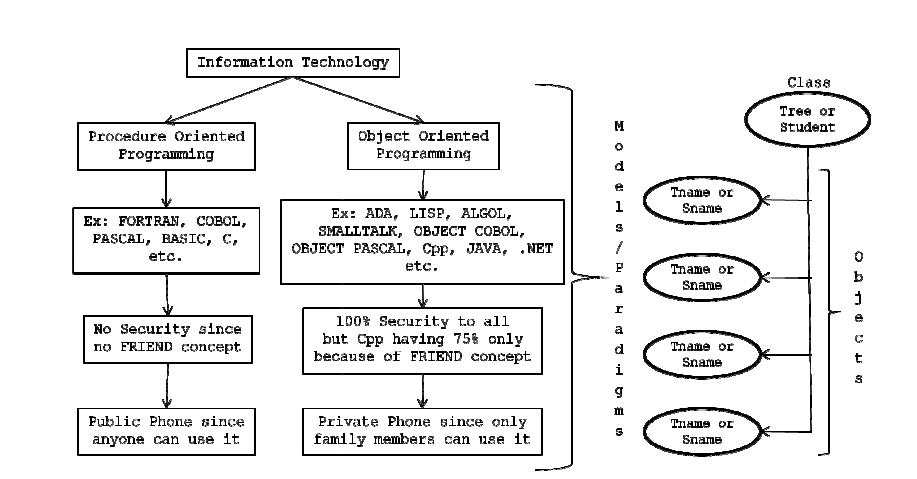 Information Technology
Procedure Oriented
Programming
Object Oriented
Programming
Ex: FORTRAN, COBOL,
PASCAL, BASIC, C,
etc.
Ex: ADA, LISP, ALGOL,
SMALLTALK, OBJECT COBOL,
OBJECT PASCAL, Cpp, JAVA, .NET
etc.
No Security since
no FRIEND concept
100% Security to all
but Cpp having 75% only
because of FRIEND concept
Public Phone since
anyone can use it
Private Phone since only
family members can use it
Models/Paradigms
Class
Tree or
Student
Tname or
Sname
Tname or
Sname
Tname or
Sname
Tname or
Sname
Objects